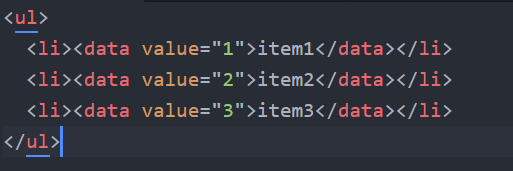 <ul>
<li><data value="1">item1</data></li>
<li><data value="2">item2</data></li>
<li><data value="3">item3</data></li>
</ul>